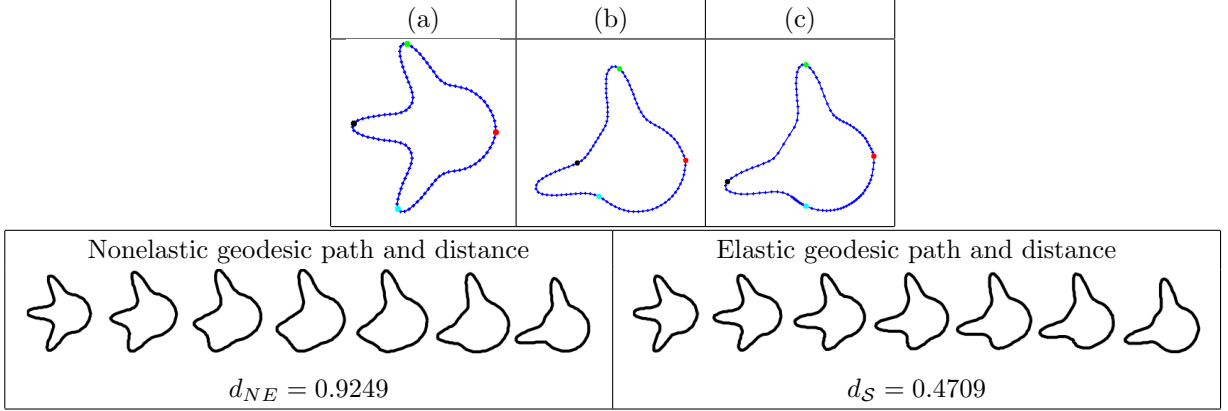 (a) (b) (c)
Nonelastic geodesic path and distance
Elastic geodesic path and distance
d_{NE} = 0.9249
d_{\mathcal{S}} = 0.4709